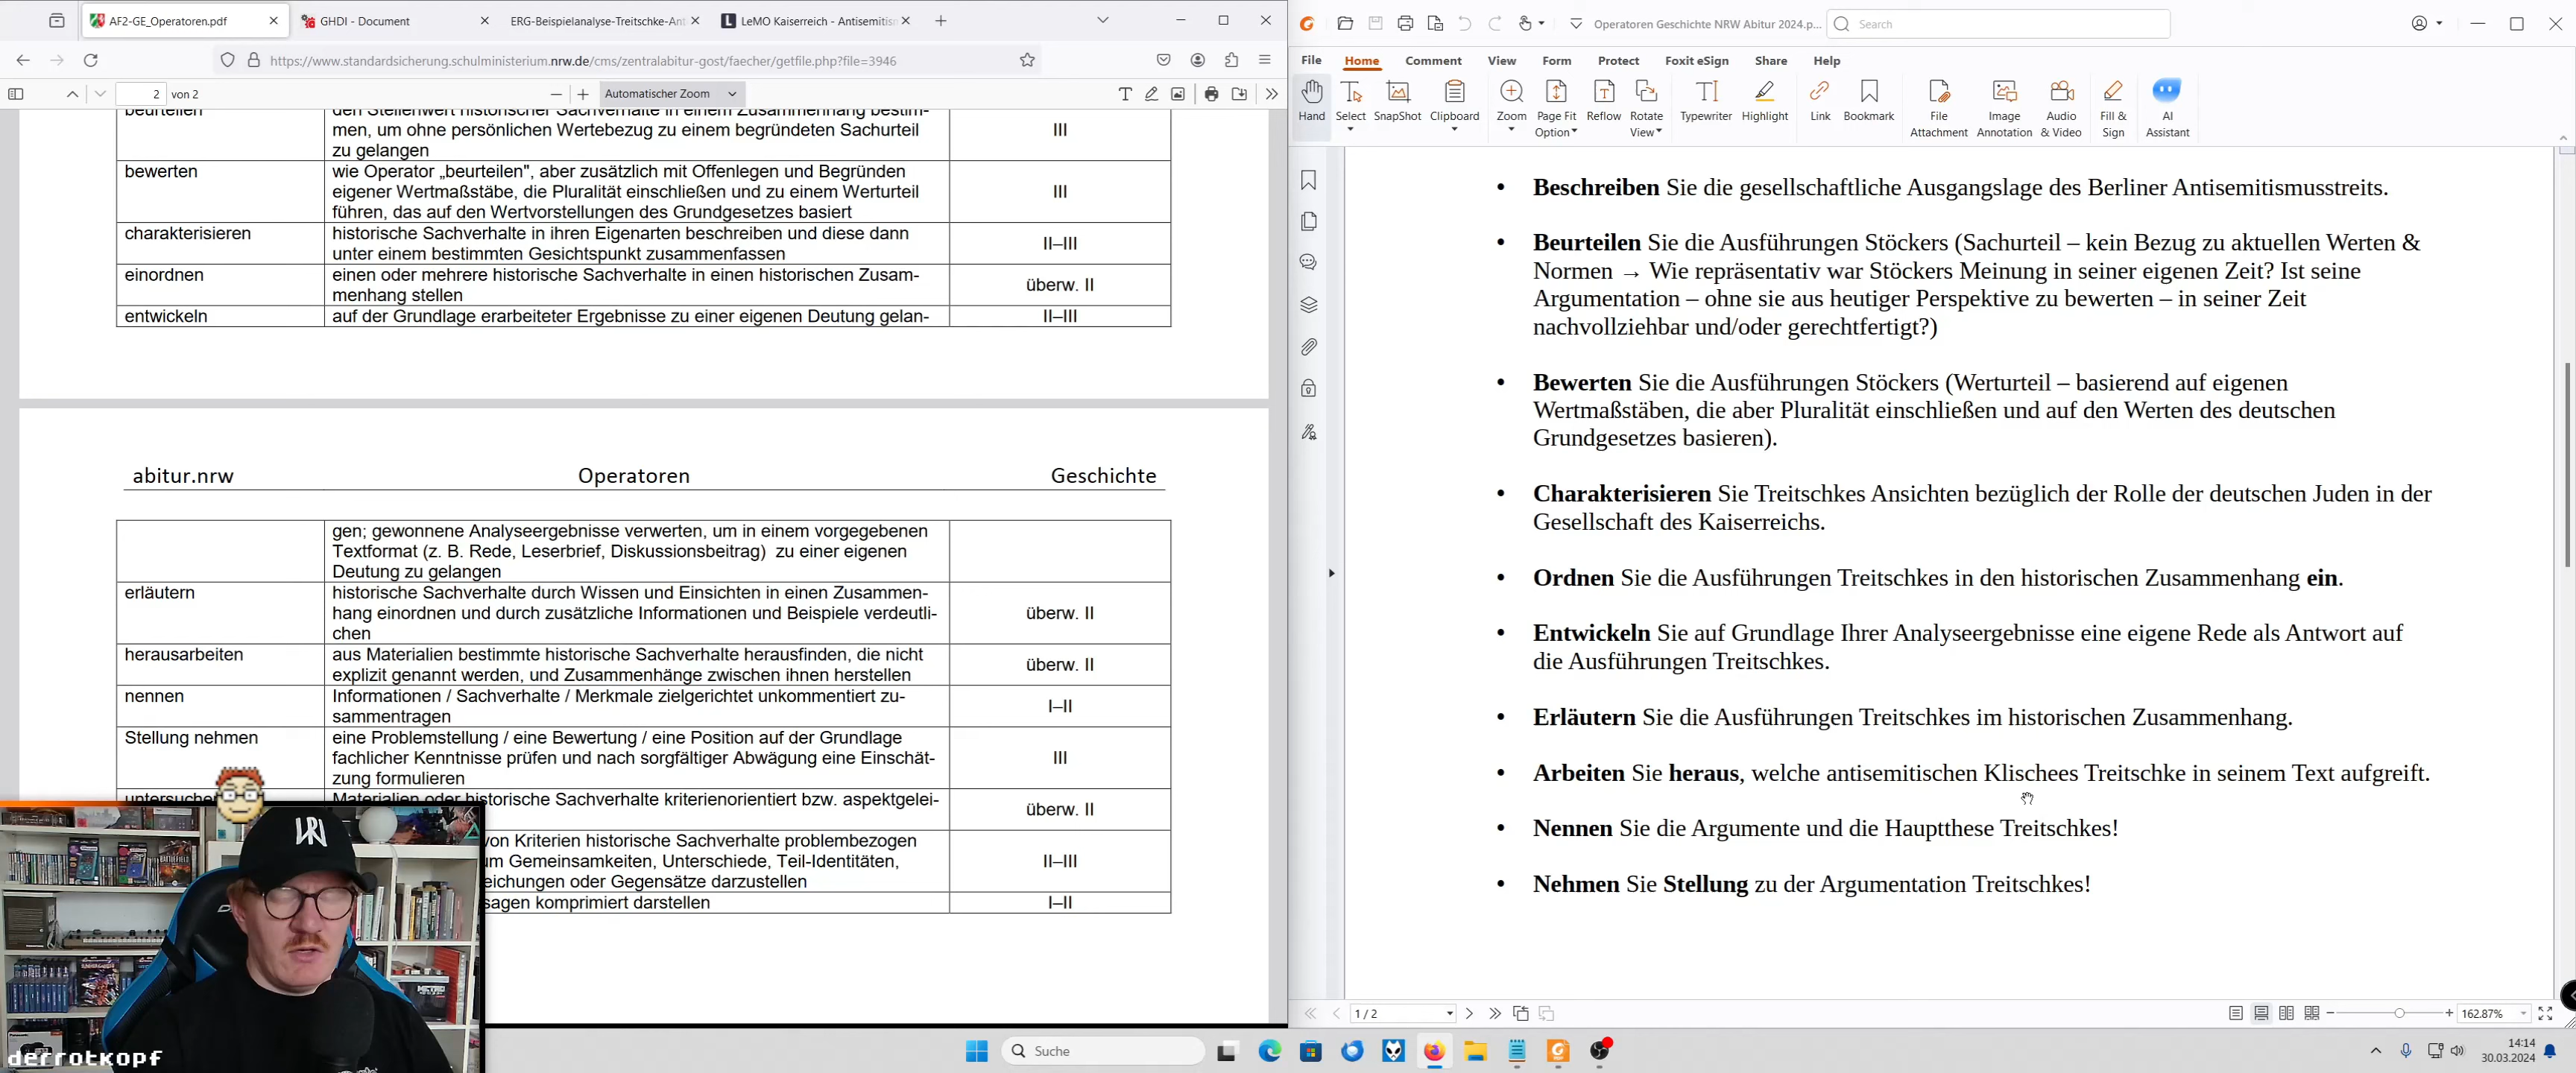 AF2-GE_Operatoren.pdf
GHDI - Document
ERG-Beispielanalyse-Treitschke-Ant
LeMO Kaiserreich - Antisemitisn
https://www.standardsicherung.schulministerium.nrw.de/cms/zentralabitur-gost/faecher/getfile.php?file=3946
2 von 2
Automatischer Zoom
beurteilen den Stellenwert historischer Sachverhalte in einem Zusammenhang bestim-
men, um ohne persönlichen Wertebezug zu einem begründeten Sachurteil III
zu gelangen
bewerten wie Operator „beurteilen", aber zusätzlich mit Offenlegen und Begründen
eigener Wertmaßstäbe, die Pluralität einschließen und zu einem Werturteil III
führen, das auf den Wertvorstellungen des Grundgesetzes basiert
charakterisieren historische Sachverhalte in ihren Eigenarten beschreiben und diese dann II–III
unter einem bestimmten Gesichtspunkt zusammenfassen
einordnen einen oder mehrere historische Sachverhalte in einen historischen Zusam- überw. II
menhang stellen
entwickeln auf der Grundlage erarbeiteter Ergebnisse zu einer eigenen Deutung gelan- II–III
abitur.nrw Operatoren Geschichte
gen; gewonnene Analyseergebnisse verwerten, um in einem vorgegebenen
Textformat (z. B. Rede, Leserbrief, Diskussionsbeitrag) zu einer eigenen
Deutung zu gelangen
erläutern historische Sachverhalte durch Wissen und Einsichten in einen Zusammen-
hang einordnen und durch zusätzliche Informationen und Beispiele verdeutli- überw. II
chen
herausarbeiten aus Materialien bestimmte historische Sachverhalte herausfinden, die nicht überw. II
explizit genannt werden, und Zusammenhänge zwischen ihnen herstellen
nennen Informationen / Sachverhalte / Merkmale zielgerichtet unkommentiert zu- I–II
sammentragen
Stellung nehmen eine Problemstellung / eine Bewertung / eine Position auf der Grundlage
fachlicher Kenntnisse prüfen und nach sorgfältiger Abwägung eine Einschät- III
zung formulieren
untersuchen Materialien oder historische Sachverhalte kriterienorientiert bzw. aspektgelei- überw. II
von Kriterien historische Sachverhalte problembezogen
um Gemeinsamkeiten, Unterschiede, Teil-Identitäten, II–III
eichungen oder Gegensätze darzustellen
sagen komprimiert darstellen I–II
derrotkopf
Operatoren Geschichte NRW Abitur 2024.p...
Search
File Home Comment View Form Protect Foxit eSign Share Help
Hand Select SnapShot Clipboard Zoom Page Fit Option Reflow Rotate View Typewriter Highlight Link Bookmark File Attachment Image Annotation Audio & Video Fill & Sign AI Assistant
• Beschreiben Sie die gesellschaftliche Ausgangslage des Berliner Antisemitismusstreits.
• Beurteilen Sie die Ausführungen Stöckers (Sachurteil – kein Bezug zu aktuellen Werten &
Normen → Wie repräsentativ war Stöckers Meinung in seiner eigenen Zeit? Ist seine
Argumentation – ohne sie aus heutiger Perspektive zu bewerten – in seiner Zeit
nachvollziehbar und/oder gerechtfertigt?)
• Bewerten Sie die Ausführungen Stöckers (Werturteil – basierend auf eigenen
Wertmaßstäben, die aber Pluralität einschließen und auf den Werten des deutschen
Grundgesetzes basieren).
• Charakterisieren Sie Treitschkes Ansichten bezüglich der Rolle der deutschen Juden in der
Gesellschaft des Kaiserreichs.
• Ordnen Sie die Ausführungen Treitschkes in den historischen Zusammenhang ein.
• Entwickeln Sie auf Grundlage Ihrer Analyseergebnisse eine eigene Rede als Antwort auf
die Ausführungen Treitschkes.
• Erläutern Sie die Ausführungen Treitschkes im historischen Zusammenhang.
• Arbeiten Sie heraus, welche antisemitischen Klischees Treitschke in seinem Text aufgreift.
• Nennen Sie die Argumente und die Hauptthese Treitschkes!
• Nehmen Sie Stellung zu der Argumentation Treitschkes!
1 / 2
162.87%
Suche
14:14
30.03.2024